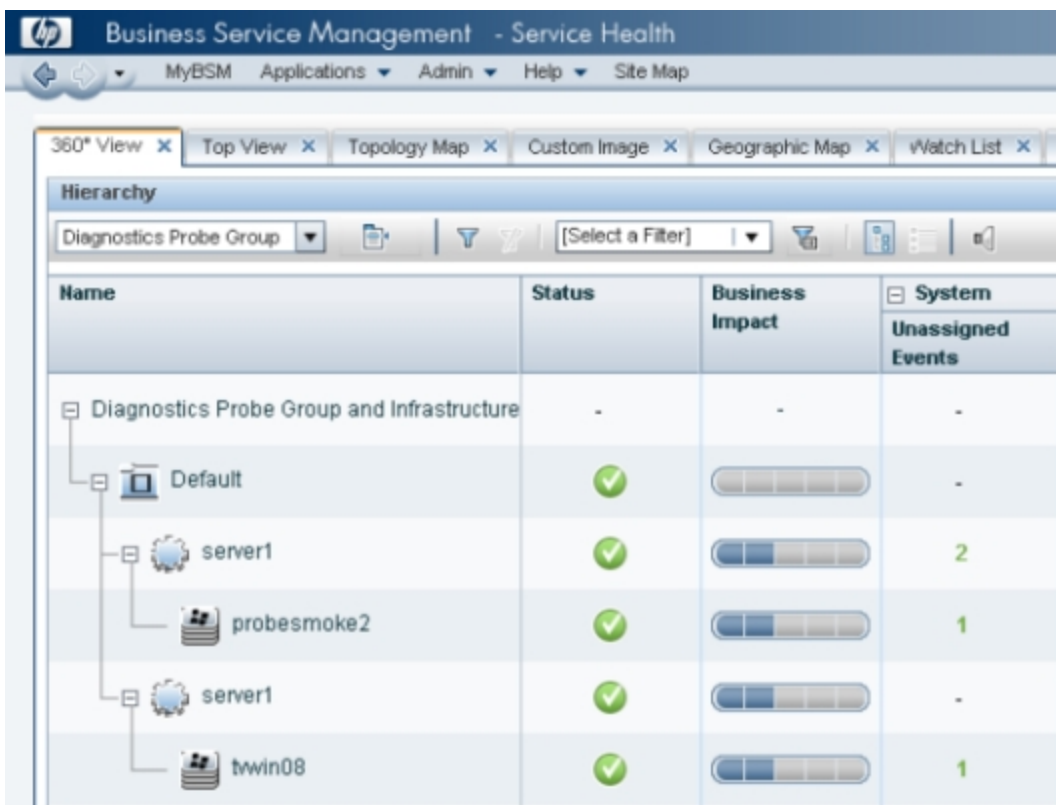 hp Business Service Management - Service Health
MyBSM Applications Admin Help Site Map
360° View Top View Topology Map Custom Image Geographic Map Watch List
Hierarchy
Diagnostics Probe Group [Select a Filter]
Name Status Business Impact System
Unassigned Events
Diagnostics Probe Group and Infrastructure - - -
Default -
server1 2
probesmoke2 1
server1 -
tvwin08 1